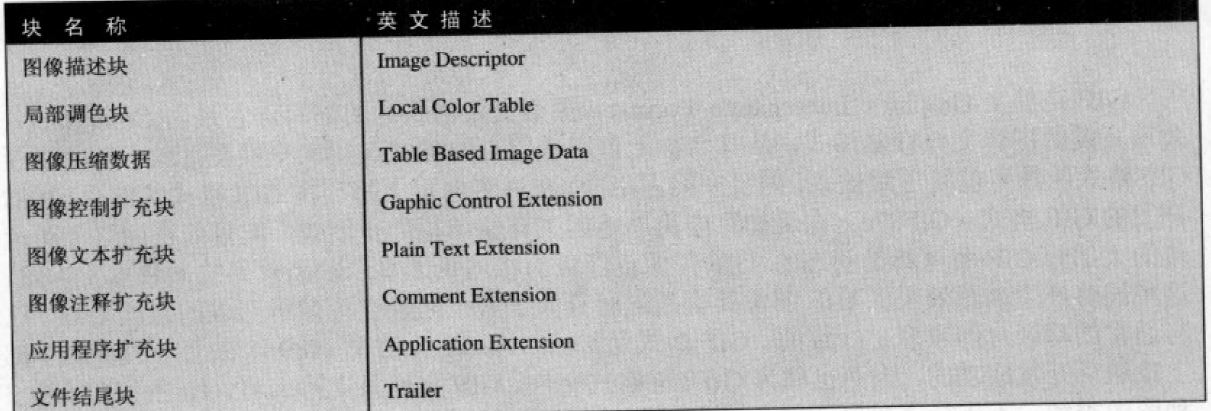 块 名 称 英 文 描 述
图像描述块 Image Descriptor
局部调色块 Local Color Table
图像压缩数据 Table Based Image Data
图像控制扩充块 Gaphic Control Extension
图像文本扩充块 Plain Text Extension
图像注释扩充块 Comment Extension
应用程序扩充块 Application Extension
文件结尾块 Trailer